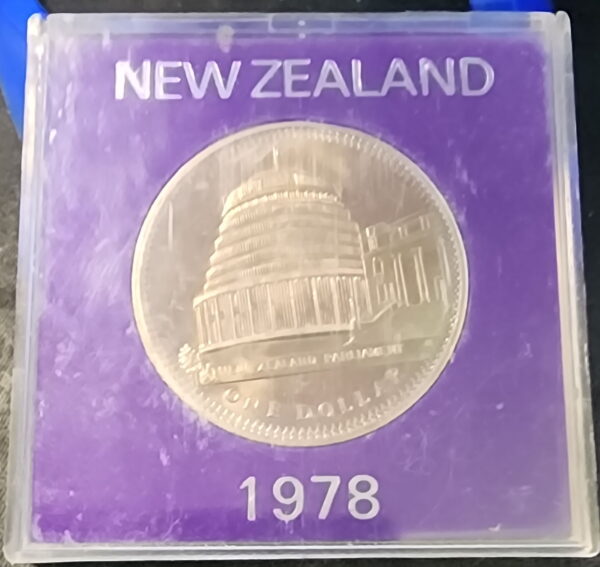 NEW ZEALAND
NEW ZEALAND PARLIAMENT
ONE DOLLAR
1978